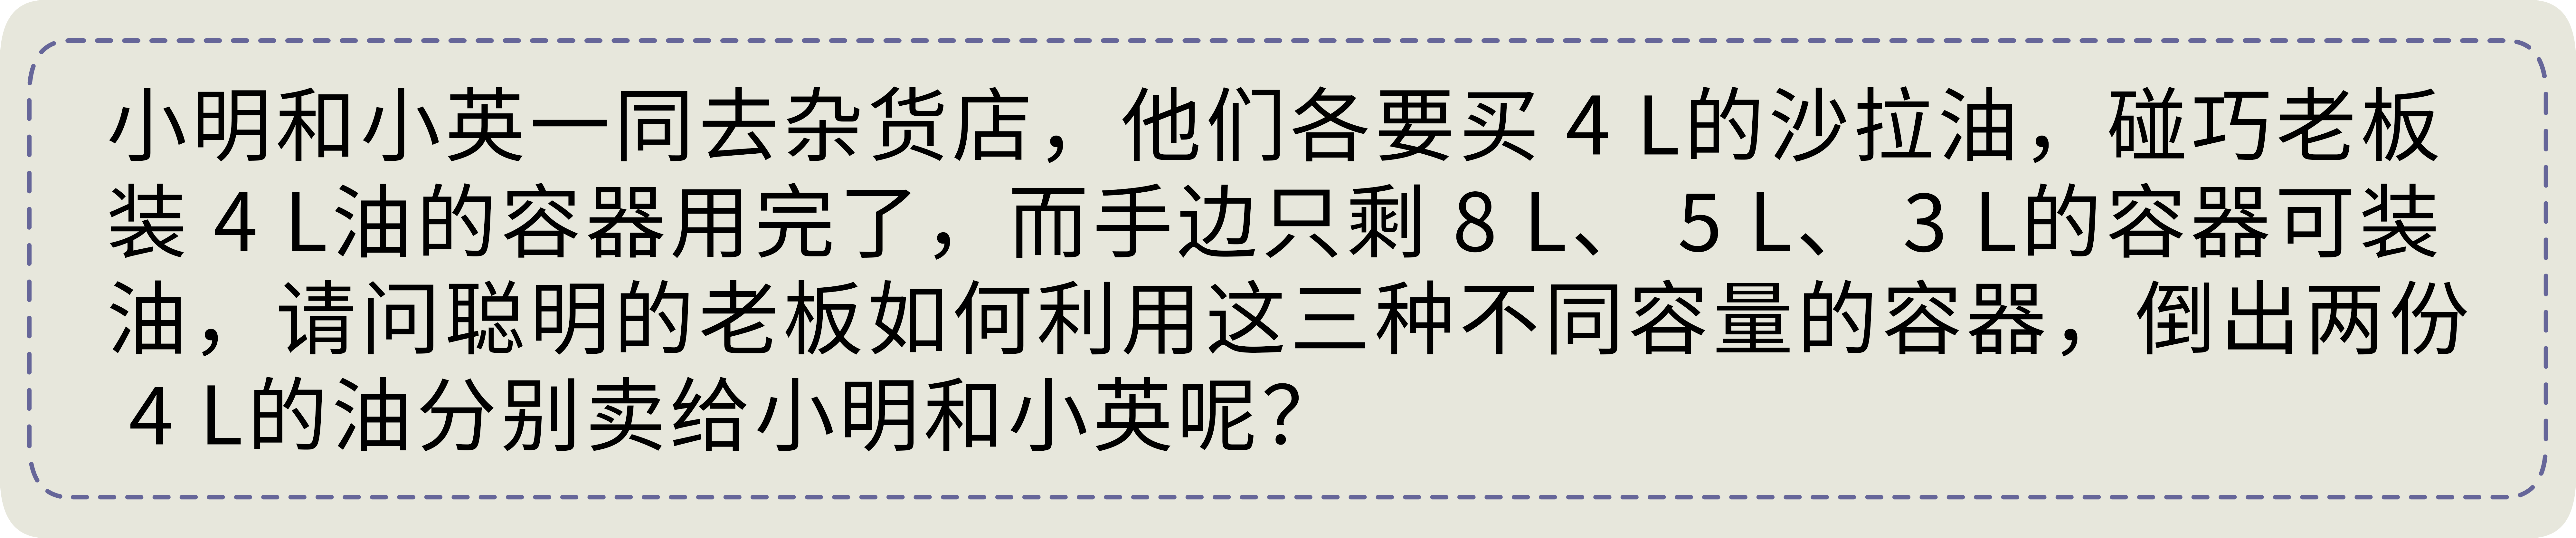 小明和小英一同去杂货店，他们各要买 4 L的沙拉油，碰巧老板
装 4 L油的容器用完了，而手边只剩 8 L、 5 L、 3 L的容器可装
油，请问聪明的老板如何利用这三种不同容量的容器，倒出两份
4 L的油分别卖给小明和小英呢？